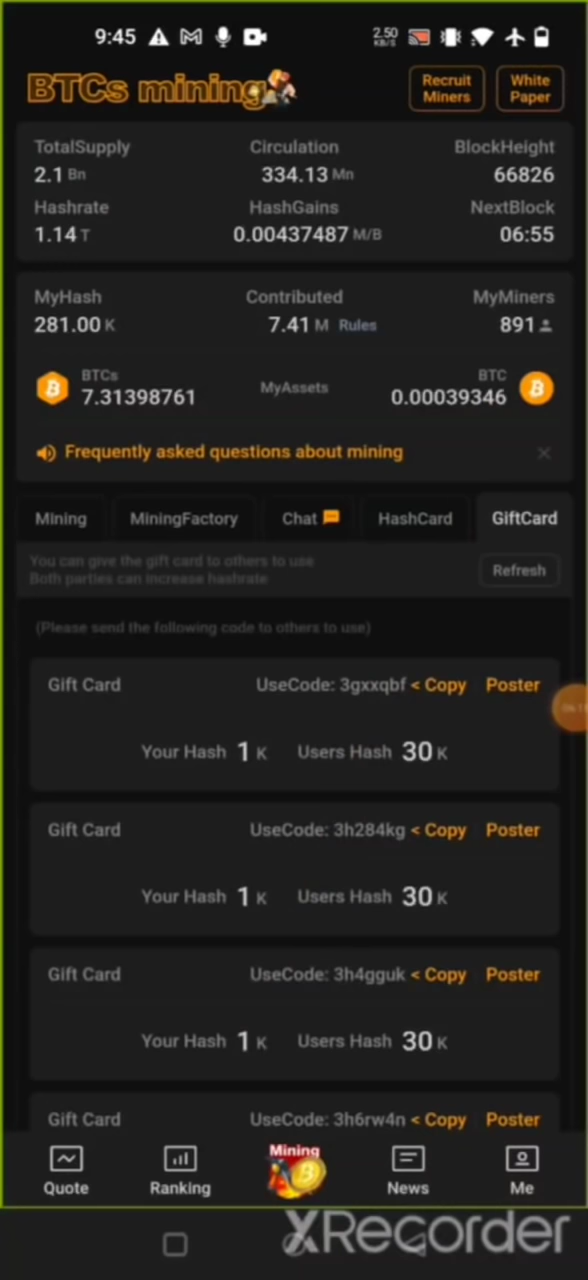 9:45 2.50 KB/S
BTCs mining Recruit Miners White Paper
TotalSupply Circulation BlockHeight
2.1 Bn 334.13 Mn 66826
Hashrate HashGains NextBlock
1.14 T 0.00437487 M/B 06:55
MyHash Contributed MyMiners
281.00 K 7.41 M Rules 891
BTCs MyAssets BTC
7.31398761 0.00039346
Frequently asked questions about mining ×
Mining MiningFactory Chat HashCard GiftCard
You can give the gift card to others to use
Both parties can increase hashrate
Refresh
(Please send the following code to others to use)
Gift Card UseCode: 3gxxqbf < Copy Poster
Your Hash 1 K Users Hash 30 K
Gift Card UseCode: 3h284kg < Copy Poster
Your Hash 1 K Users Hash 30 K
Gift Card UseCode: 3h4gguk < Copy Poster
Your Hash 1 K Users Hash 30 K
Gift Card UseCode: 3h6rw4n < Copy Poster
Mining
Quote Ranking News Me
XRecorder